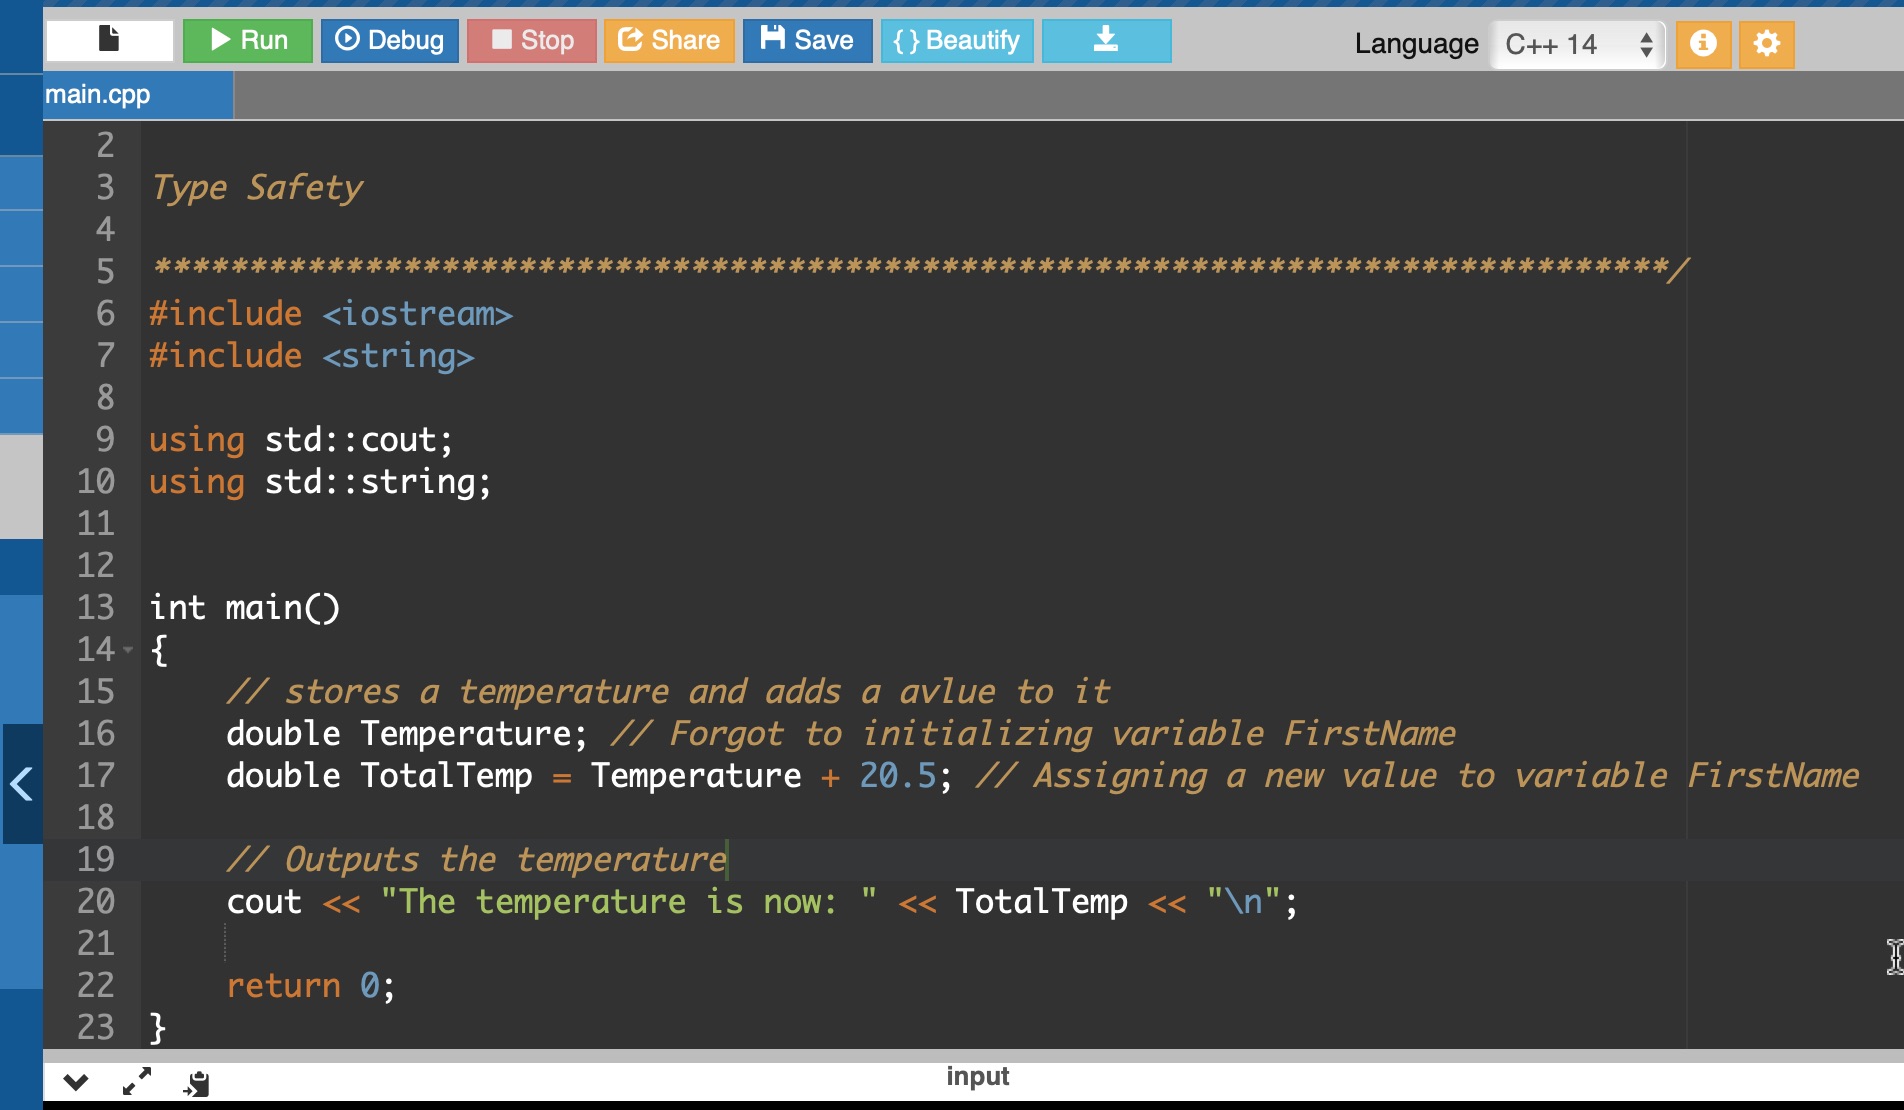 Run Debug Stop Share Save { } Beautify Language C++ 14
main.cpp
2
3 Type Safety
4
5 *******************************************************************************/
6 #include <iostream>
7 #include <string>
8
9 using std::cout;
10 using std::string;
11
12
13 int main()
14 {
15 // stores a temperature and adds a avlue to it
16 double Temperature; // Forgot to initializing variable FirstName
17 double TotalTemp = Temperature + 20.5; // Assigning a new value to variable FirstName
18
19 // Outputs the temperature
20 cout << "The temperature is now: " << TotalTemp << "\n";
21
22 return 0;
23 }
input